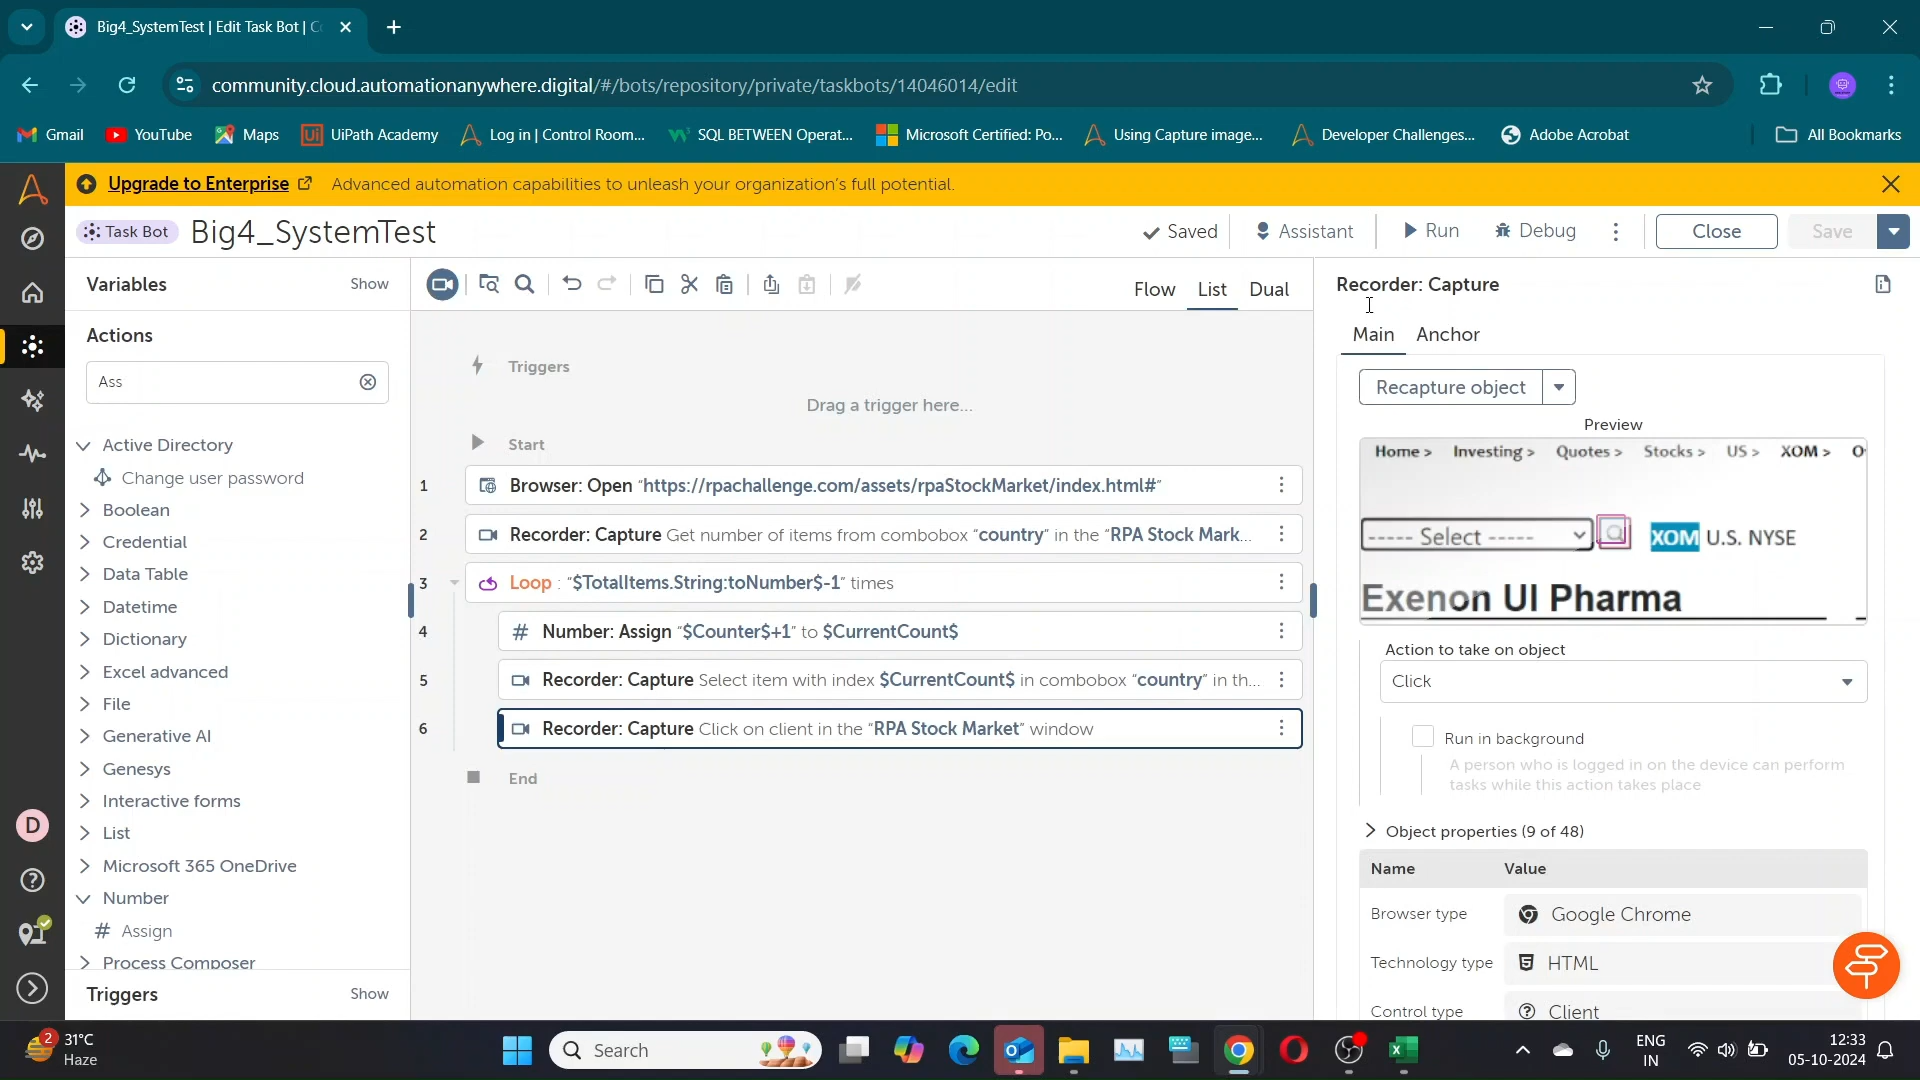 Big4_SystemTest | Edit Task Bot | Co
community.cloud.automationanywhere.digital/#/bots/repository/private/taskbots/14046014/edit
Gmail
YouTube
Maps
UiPath Academy
Log in | Control Room...
SQL BETWEEN Operat...
Microsoft Certified: Po...
Using Capture image...
Developer Challenges...
Adobe Acrobat
All Bookmarks
Upgrade to Enterprise
Advanced automation capabilities to unleash your organization's full potential.
Task Bot
Big4_SystemTest
Saved
Assistant
Run
Debug
Close
Save
Variables
Show
Actions
Ass
Active Directory
Change user password
Boolean
Credential
Data Table
Datetime
Dictionary
Excel advanced
File
Generative AI
Genesys
Interactive forms
List
Microsoft 365 OneDrive
Number
# Assign
Process Composer
Triggers
Show
Flow
List
Dual
Triggers
Drag a trigger here...
Start
1 Browser: Open "https://rpachallenge.com/assets/rpaStockMarket/index.html#"
2 Recorder: Capture Get number of items from combobox "country" in the "RPA Stock Mark...
3 Loop : "$TotalItems.String:toNumber$-1" times
4 # Number: Assign "$Counter$+1" to $CurrentCount$
5 Recorder: Capture Select item with index $CurrentCount$ in combobox "country" in th...
6 Recorder: Capture Click on client in the "RPA Stock Market" window
End
Recorder: Capture
Main
Anchor
Recapture object
Preview
Home > Investing > Quotes > Stocks > US > XOM >
----- Select -----
XOM U.S. NYSE
Exenon UI Pharma
Action to take on object
Click
Run in background
A person who is logged in on the device can perform
tasks while this action takes place
Object properties (9 of 48)
Name Value
Browser type Google Chrome
Technology type HTML
Control type Client
D
2
31°C
Haze
Search
ENG
IN
12:33
05-10-2024